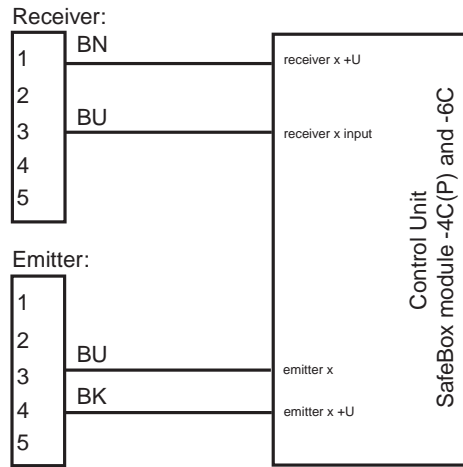 Receiver:
1
BN
receiver x +U
2
3
BU
receiver x input
4
5
Emitter:
1
2
3
BU
emitter x
4
BK
emitter x +U
5
Control Unit
SafeBox module -4C(P) and -6C